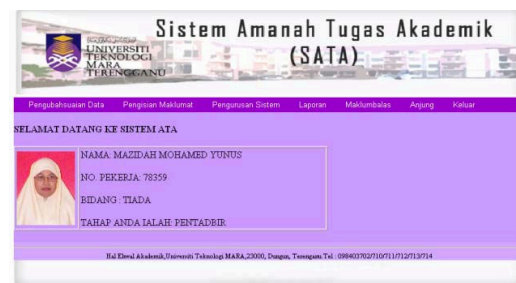 Sistem Amanah Tugas Akademik
(SATA)
UNIVERSITI
TEKNOLOGI
MARA
TERENGGANU
Pengubahsuaian Data Pengisian Maklumat Pengurusan Sistem Laporan Maklumbalas Anjung Keluar
SELAMAT DATANG KE SISTEM ATA
NAMA: MAZIDAH MOHAMED YUNUS
NO. PEKERJA: 78359
BIDANG : TIADA
TAHAP ANDA IALAH: PENTADBIR
Hal Ehwal Akademik,Universiti Teknologi MARA,23000, Dungun, Terengganu Tel : 098403702/710/711/712/713/714